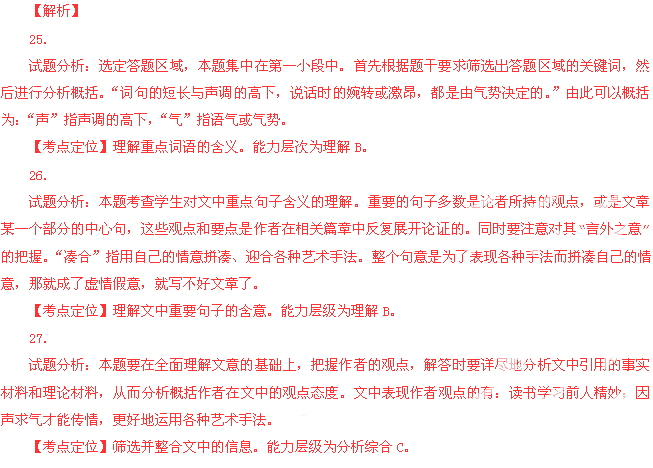 【解析】
25.
试题分析：选定答题区域，本题集中在第一小段中。首先根据题干要求筛选出答题区域的关键词，然
后进行分析概括。“词句的短长与声调的高下，说话时的婉转或激昂，都是由气势决定的。”由此可以概括
为：“声”指声调的高下，“气”指语气或气势。
【考点定位】理解重点词语的含义。能力层次为理解 B。
26.
试题分析：本题考查学生对文中重点句子含义的理解。重要的句子多数是论者所持的观点，或是文章
某一个部分的中心句，这些观点和要点是作者在相关篇章中反复展开论证的。同时要注意对其“言外之意”
的把握。“凑合”指用自己的情意拼凑、迎合各种艺术手法。整个句意是为了表现各种手法而拼凑自己的情
意，那就成了虚情假意，就写不好文章了。
【考点定位】理解文中重要句子的含意。能力层级为理解 B。
27.
试题分析：本题要在全面理解文意的基础上，把握作者的观点，解答时要详尽地分析文中引用的事实
材料和理论材料，从而分析概括作者在文中的观点态度。文中表现作者观点的有：读书学习前人精妙；因
声求气才能传情，更好地运用各种艺术手法。
【考点定位】筛选并整合文中的信息。能力层级为分析综合 C。